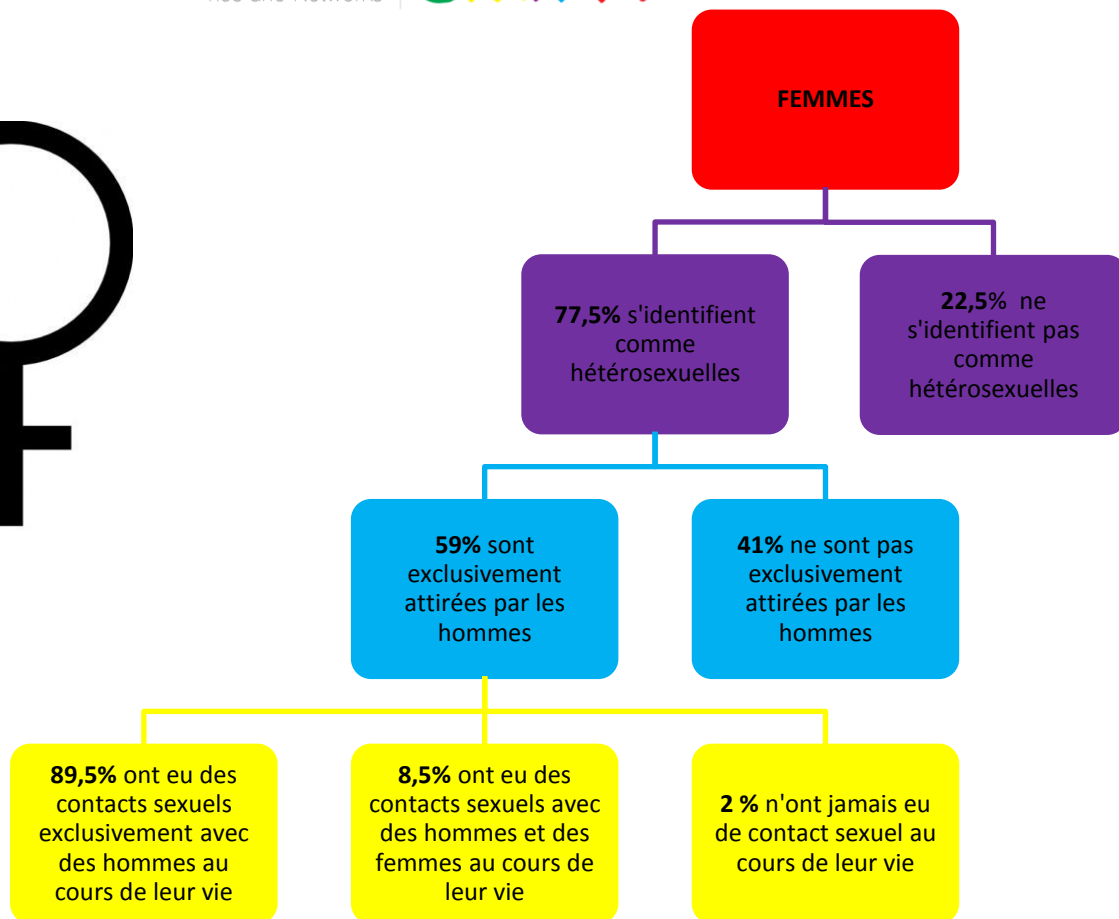 FEMMES
77,5% s'identifient
comme
hétérosexuelles
22,5% ne
s'identifient pas
comme
hétérosexuelles
59% sont
exclusivement
attirées par les
hommes
41% ne sont pas
exclusivement
attirées par les
hommes
89,5% ont eu des
contacts sexuels
exclusivement avec
des hommes au
cours de leur vie
8,5% ont eu des
contacts sexuels avec
des hommes et des
femmes au cours de
leur vie
2 % n'ont jamais eu
de contact sexuel au
cours de leur vie